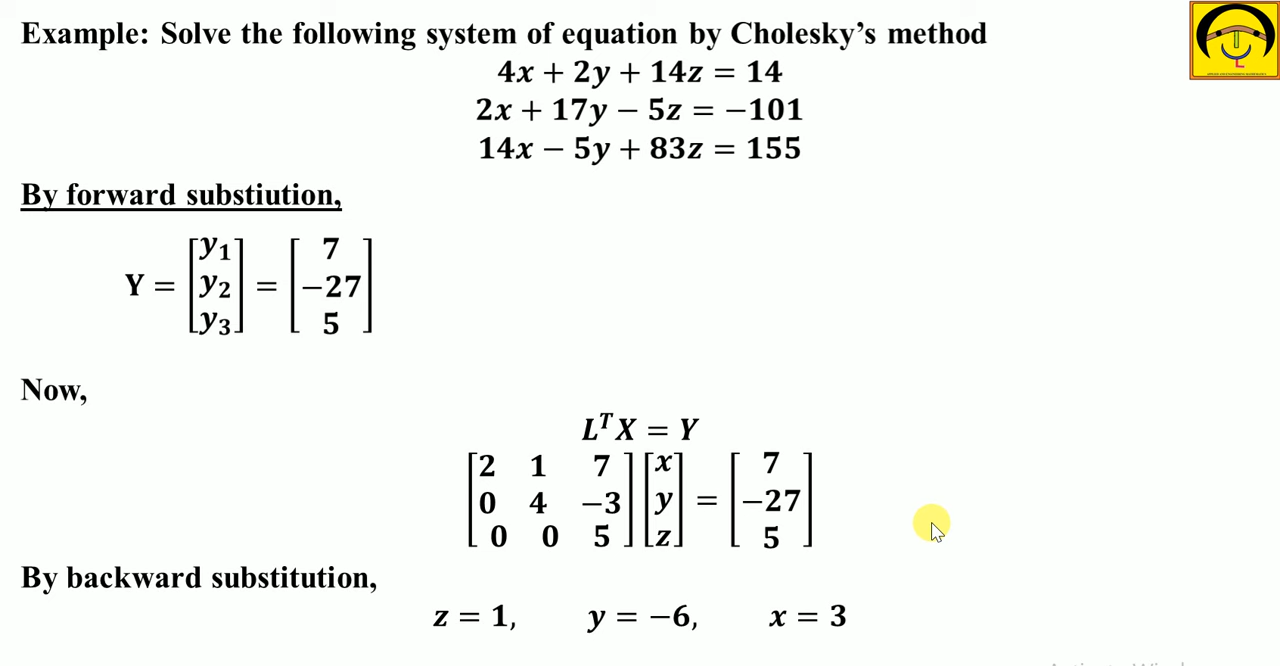 Example: Solve the following system of equation by Cholesky's method
4x + 2y + 14z = 14
2x + 17y − 5z = −101
14x − 5y + 83z = 155
By forward substiution,
Y = [y₁ y₂ y₃] = [7 −27 5]
Now,
LᵀX = Y
[2 1 7
0 4 −3
0 0 5] [x y z] = [7 −27 5]
By backward substitution,
z = 1, y = −6, x = 3